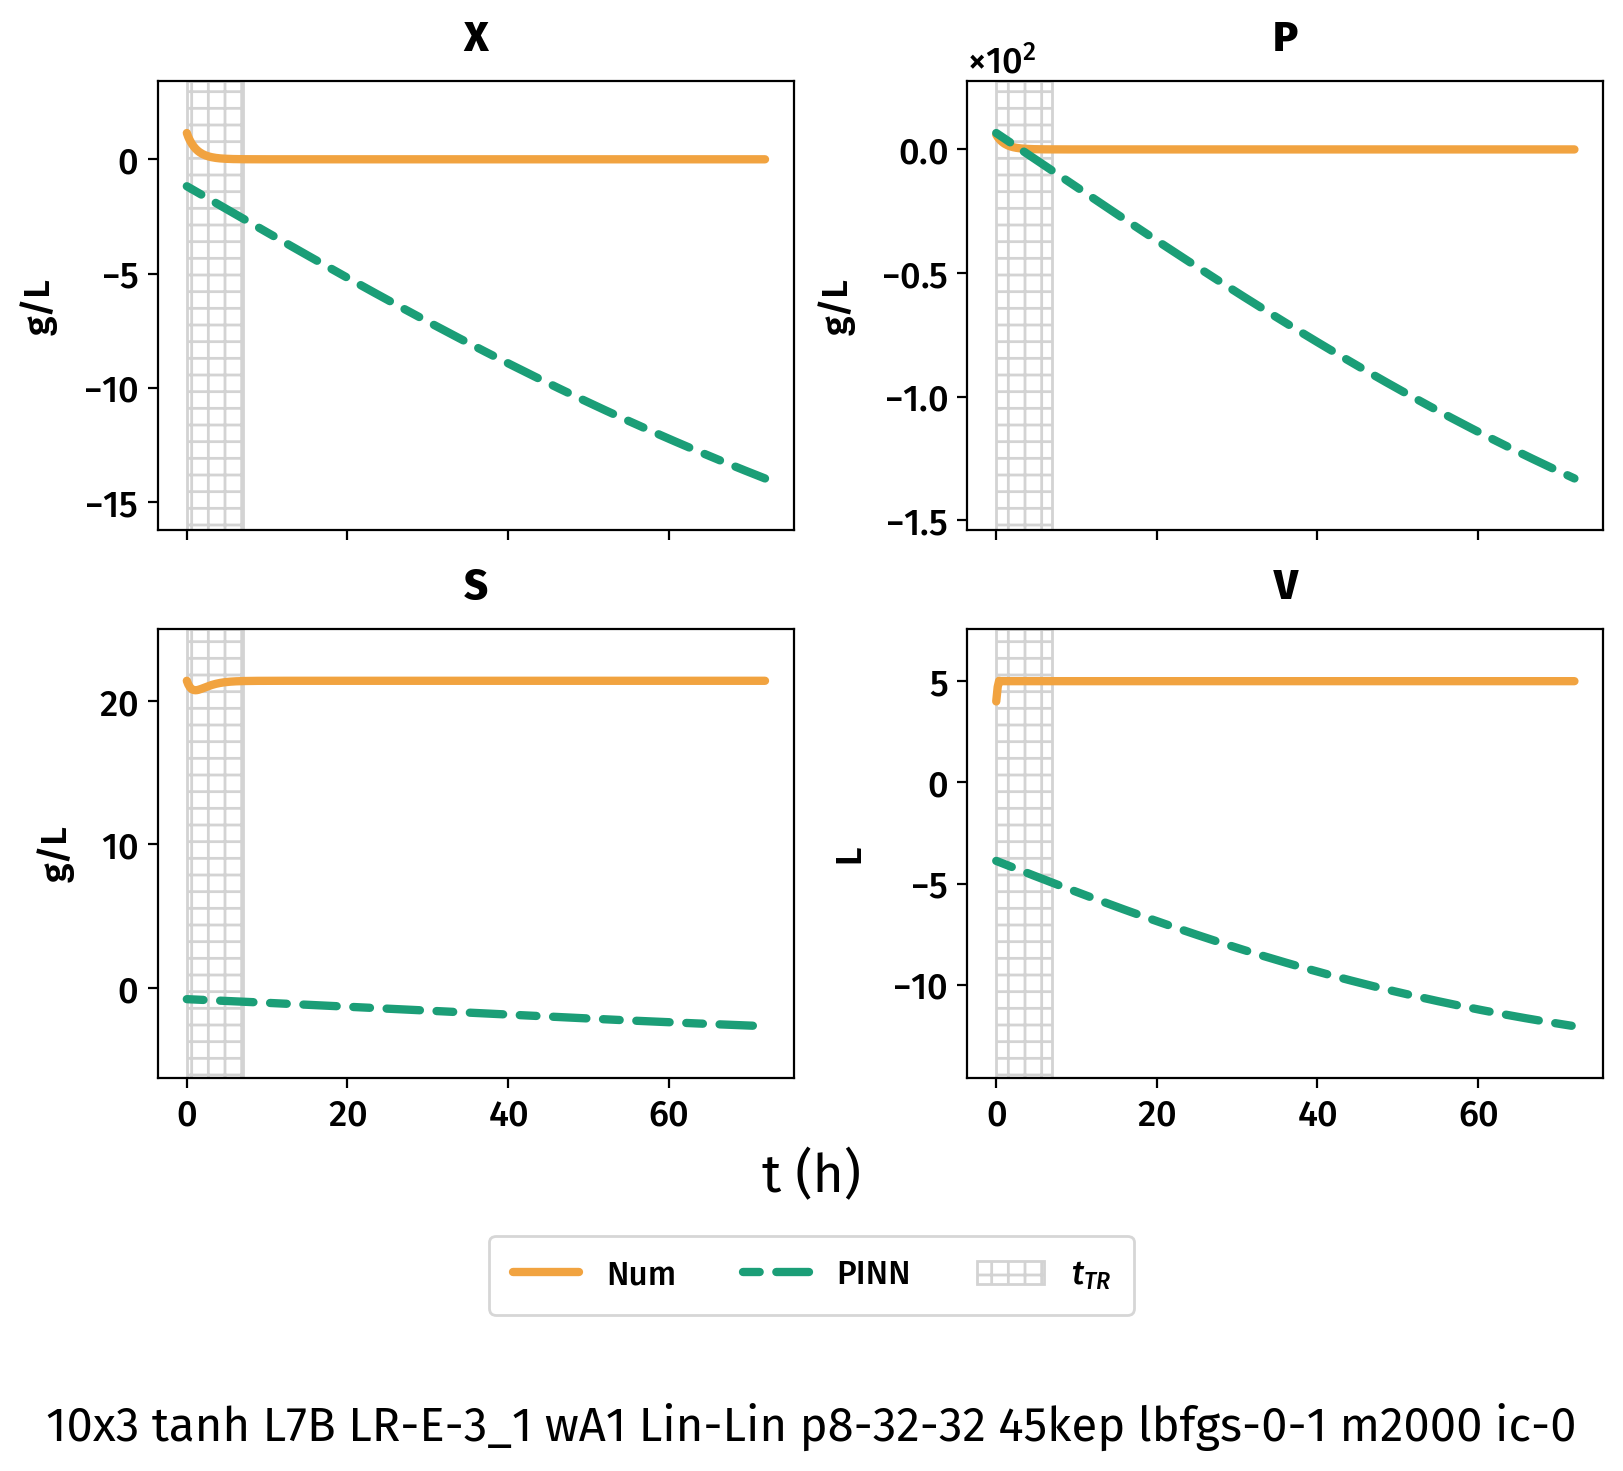 X
P
×10²
0
−5
−10
−15
g/L
0.0
−0.5
−1.0
−1.5
g/L
S
V
20
10
0
g/L
5
0
−5
−10
L
0 20 40 60
0 20 40 60
t (h)
Num PINN t_TR
10x3 tanh L7B LR-E-3_1 wA1 Lin-Lin p8-32-32 45kep lbfgs-0-1 m2000 ic-0